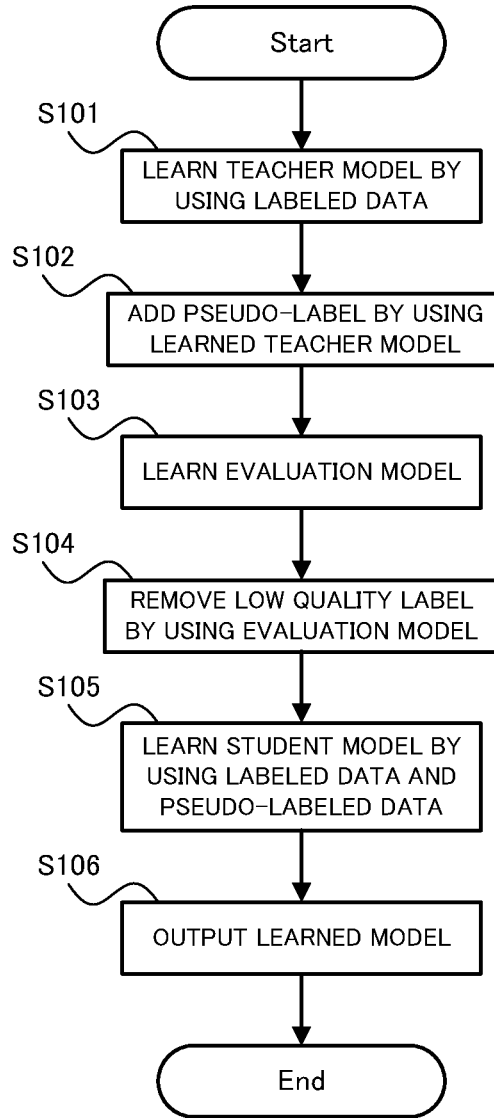 Start
S101
LEARN TEACHER MODEL BY
USING LABELED DATA
S102
ADD PSEUDO-LABEL BY USING
LEARNED TEACHER MODEL
S103
LEARN EVALUATION MODEL
S104
REMOVE LOW QUALITY LABEL
BY USING EVALUATION MODEL
S105
LEARN STUDENT MODEL BY
USING LABELED DATA AND
PSEUDO-LABELED DATA
S106
OUTPUT LEARNED MODEL
End